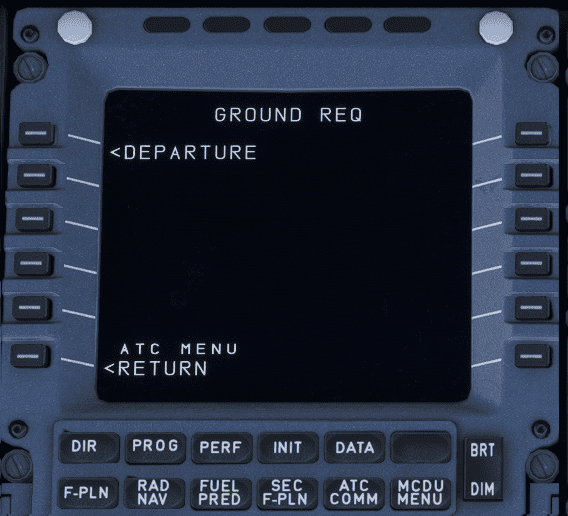 GROUND REQ
<DEPARTURE
ATC MENU
<RETURN
DIR PROG PERF INIT DATA BRT
F-PLN RAD NAV FUEL PRED SEC F-PLN ATC COMM MCDU MENU DIM